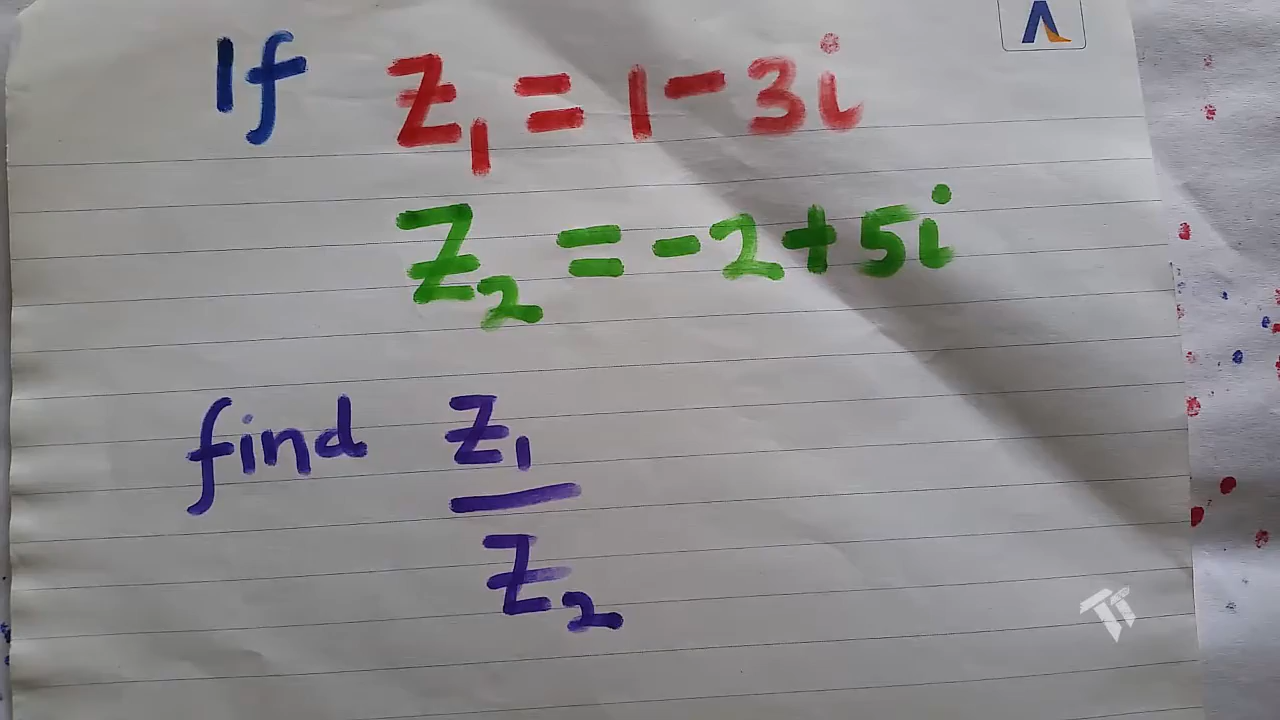 If Z₁ = 1 - 3i
Z₂ = -2 + 5i
find Z₁
Z₂